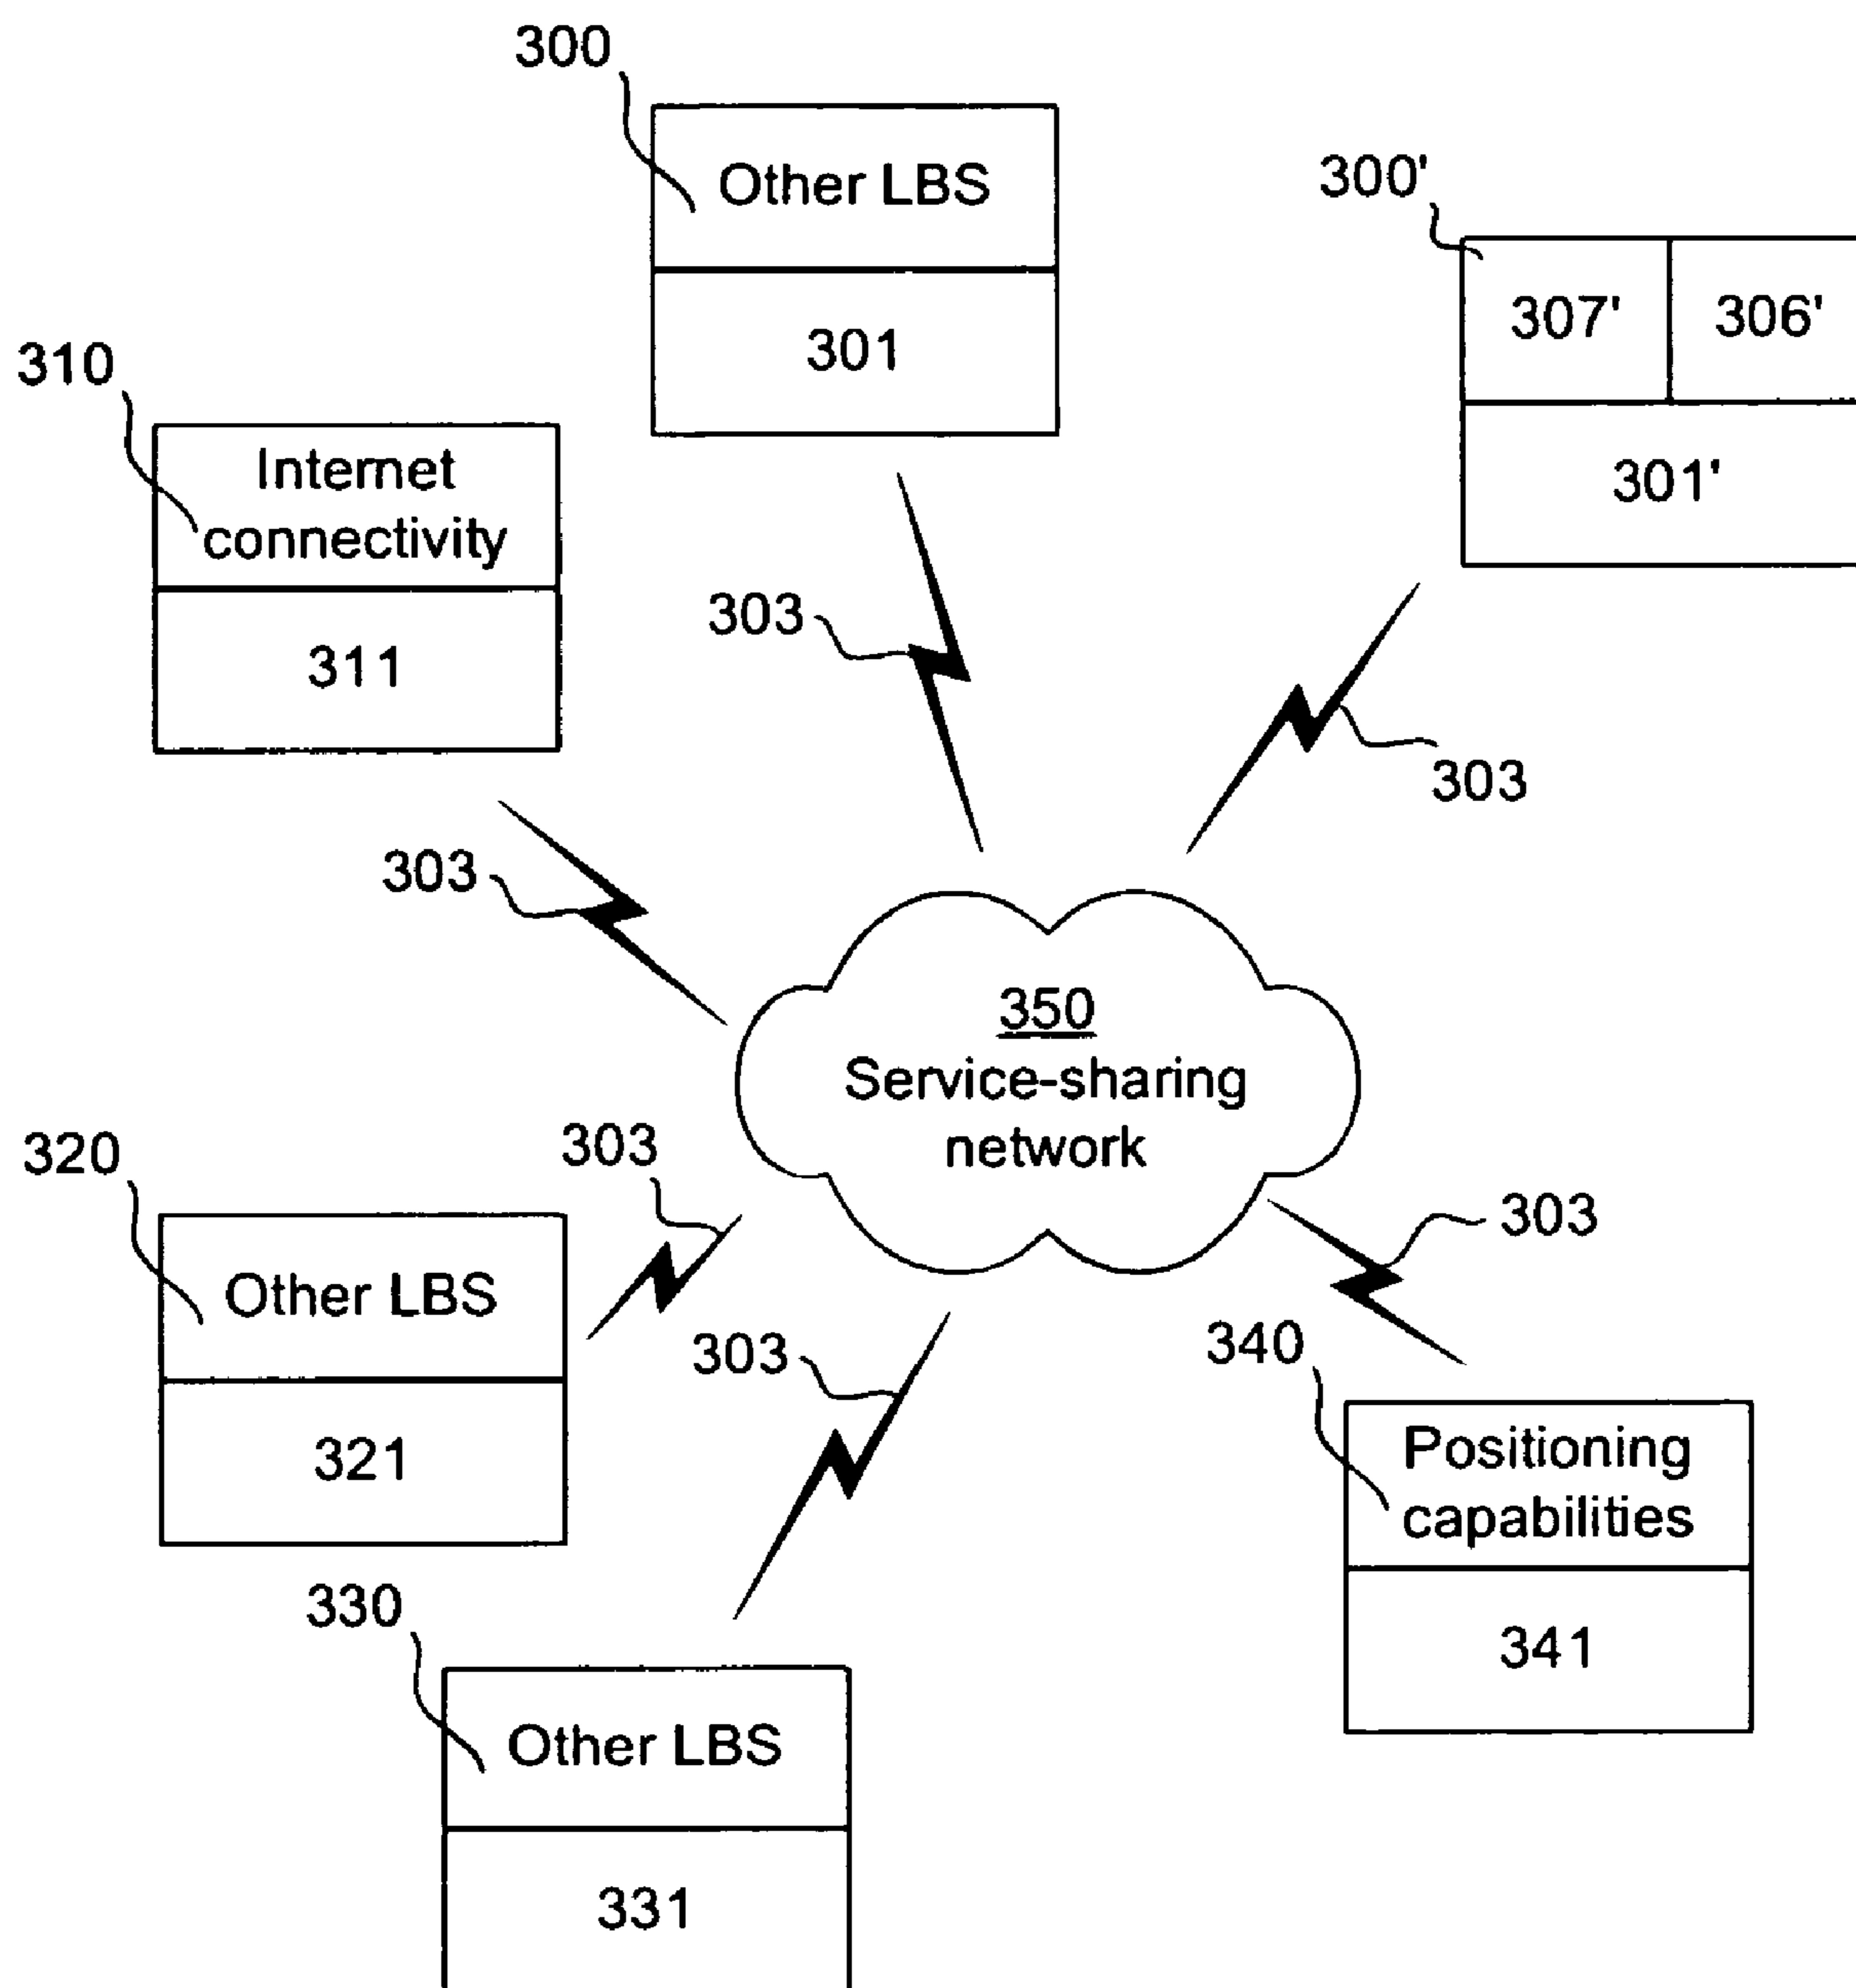 300
Other LBS
301
300'
307'
306'
301'
310
Internet
connectivity
311
303
303
303
350
Service-sharing
network
320
Other LBS
321
303
303
303
340
Positioning
capabilities
341
330
Other LBS
331